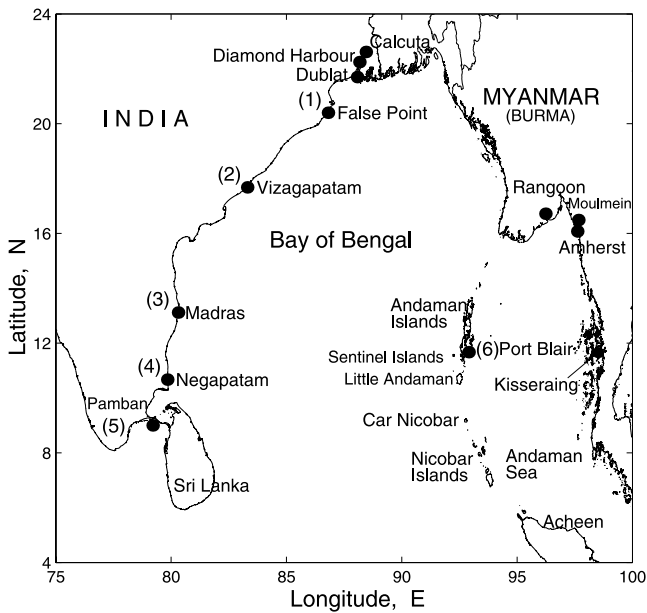 24
22
20
16
12
8
4
Latitude, N
75
80
85
90
95
100
Longitude, E
Calcuta
Diamond Harbour
Dublat
(1)
False Point
INDIA
MYANMAR
(BURMA)
(2)
Vizagapatam
Rangoon
Moulmein
Amherst
Bay of Bengal
(3)
Madras
Andaman
Islands
(4)
Negapatam
Sentinel Islands
(6) Port Blair
Little Andaman
Kisseraing
Pamban
(5)
Car Nicobar
Nicobar
Islands
Andaman
Sea
Sri Lanka
Acheen